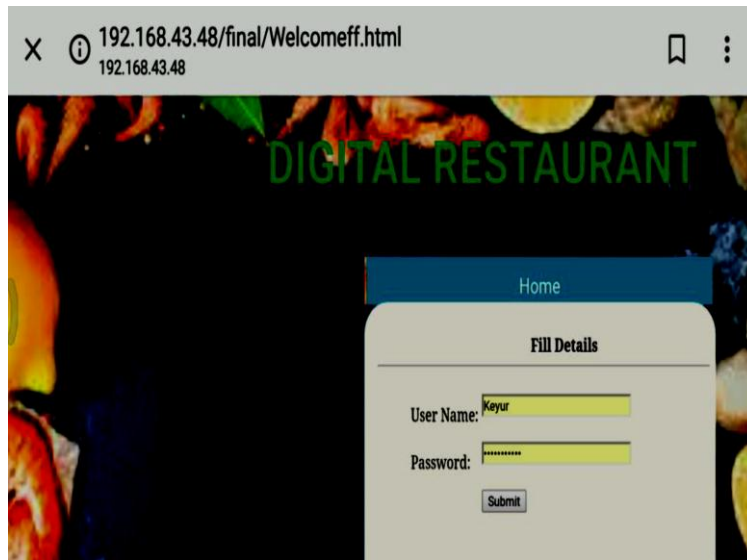 192.168.43.48/final/Welcomeff.html
192.168.43.48
DIGITAL RESTAURANT
Home
Fill Details
User Name: Keyur
Password: •••••••••••
Submit